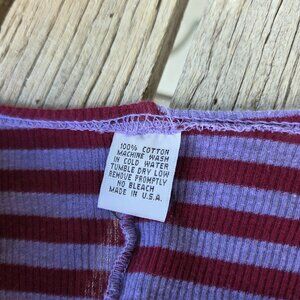 100% COTTON
MACHINE WASH
IN COLD WATER
TUMBLE DRY LOW
REMOVE PROMPTLY
NO BLEACH
MADE IN U.S.A.